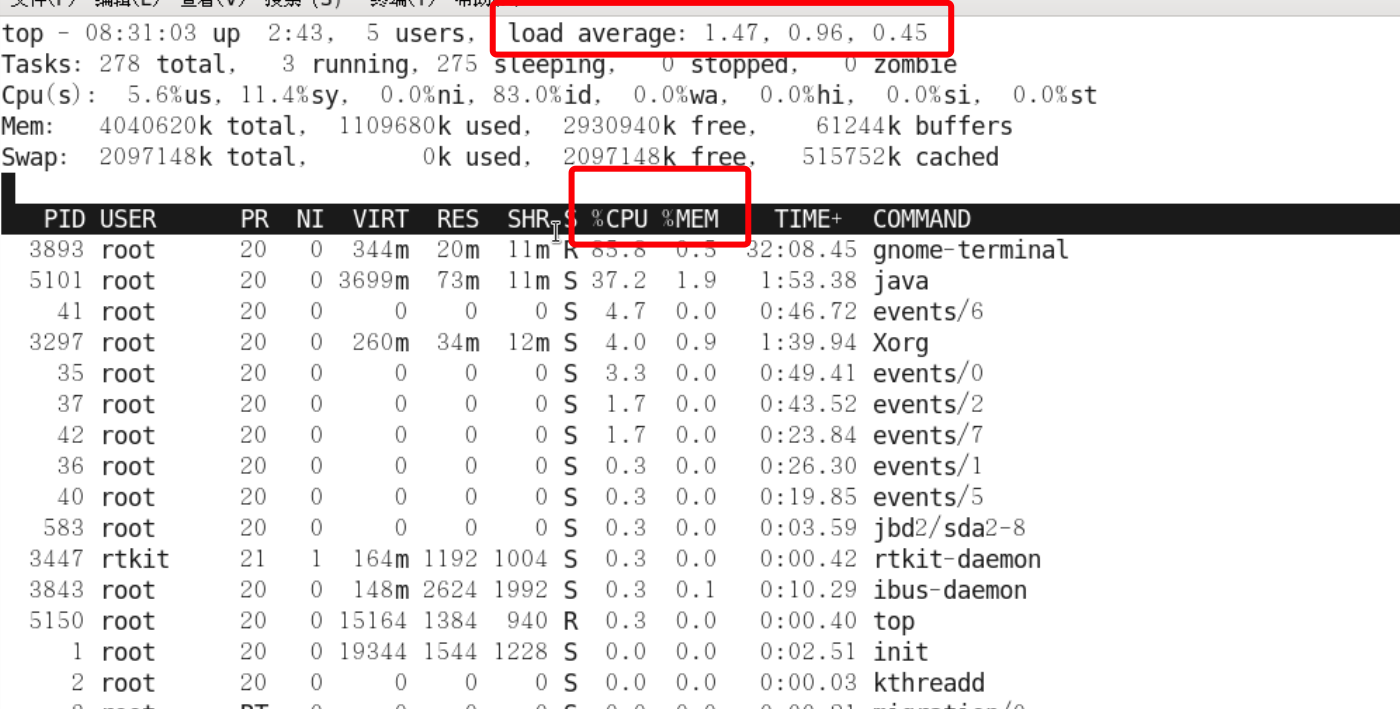 top - 08:31:03 up  2:43,  5 users,  load average: 1.47, 0.96, 0.45
Tasks: 278 total,   3 running, 275 sleeping,   0 stopped,   0 zombie
Cpu(s):  5.6%us, 11.4%sy,  0.0%ni, 83.0%id,  0.0%wa,  0.0%hi,  0.0%si,  0.0%st
Mem:   4040620k total,  1109680k used,  2930940k free,    61244k buffers
Swap:  2097148k total,        0k used,  2097148k free,   515752k cached
PID USER      PR  NI  VIRT  RES  SHR S %CPU %MEM    TIME+  COMMAND
3893 root      20   0  344m  20m  11m R 85.8  0.5  32:08.45 gnome-terminal
5101 root      20   0 3699m  73m  11m S 37.2  1.9   1:53.38 java
41 root      20   0     0    0    0 S  4.7  0.0   0:46.72 events/6
3297 root      20   0  260m  34m  12m S  4.0  0.9   1:39.94 Xorg
35 root      20   0     0    0    0 S  3.3  0.0   0:49.41 events/0
37 root      20   0     0    0    0 S  1.7  0.0   0:43.52 events/2
42 root      20   0     0    0    0 S  1.7  0.0   0:23.84 events/7
36 root      20   0     0    0    0 S  0.3  0.0   0:26.30 events/1
40 root      20   0     0    0    0 S  0.3  0.0   0:19.85 events/5
583 root      20   0     0    0    0 S  0.3  0.0   0:03.59 jbd2/sda2-8
3447 rtkit     21   1  164m 1192 1004 S  0.3  0.0   0:00.42 rtkit-daemon
3843 root      20   0  148m 2624 1992 S  0.3  0.1   0:10.29 ibus-daemon
5150 root      20   0 15164 1384  940 R  0.3  0.0   0:00.40 top
1 root      20   0 19344 1544 1228 S  0.0  0.0   0:02.51 init
2 root      20   0     0    0    0 S  0.0  0.0   0:00.03 kthreadd